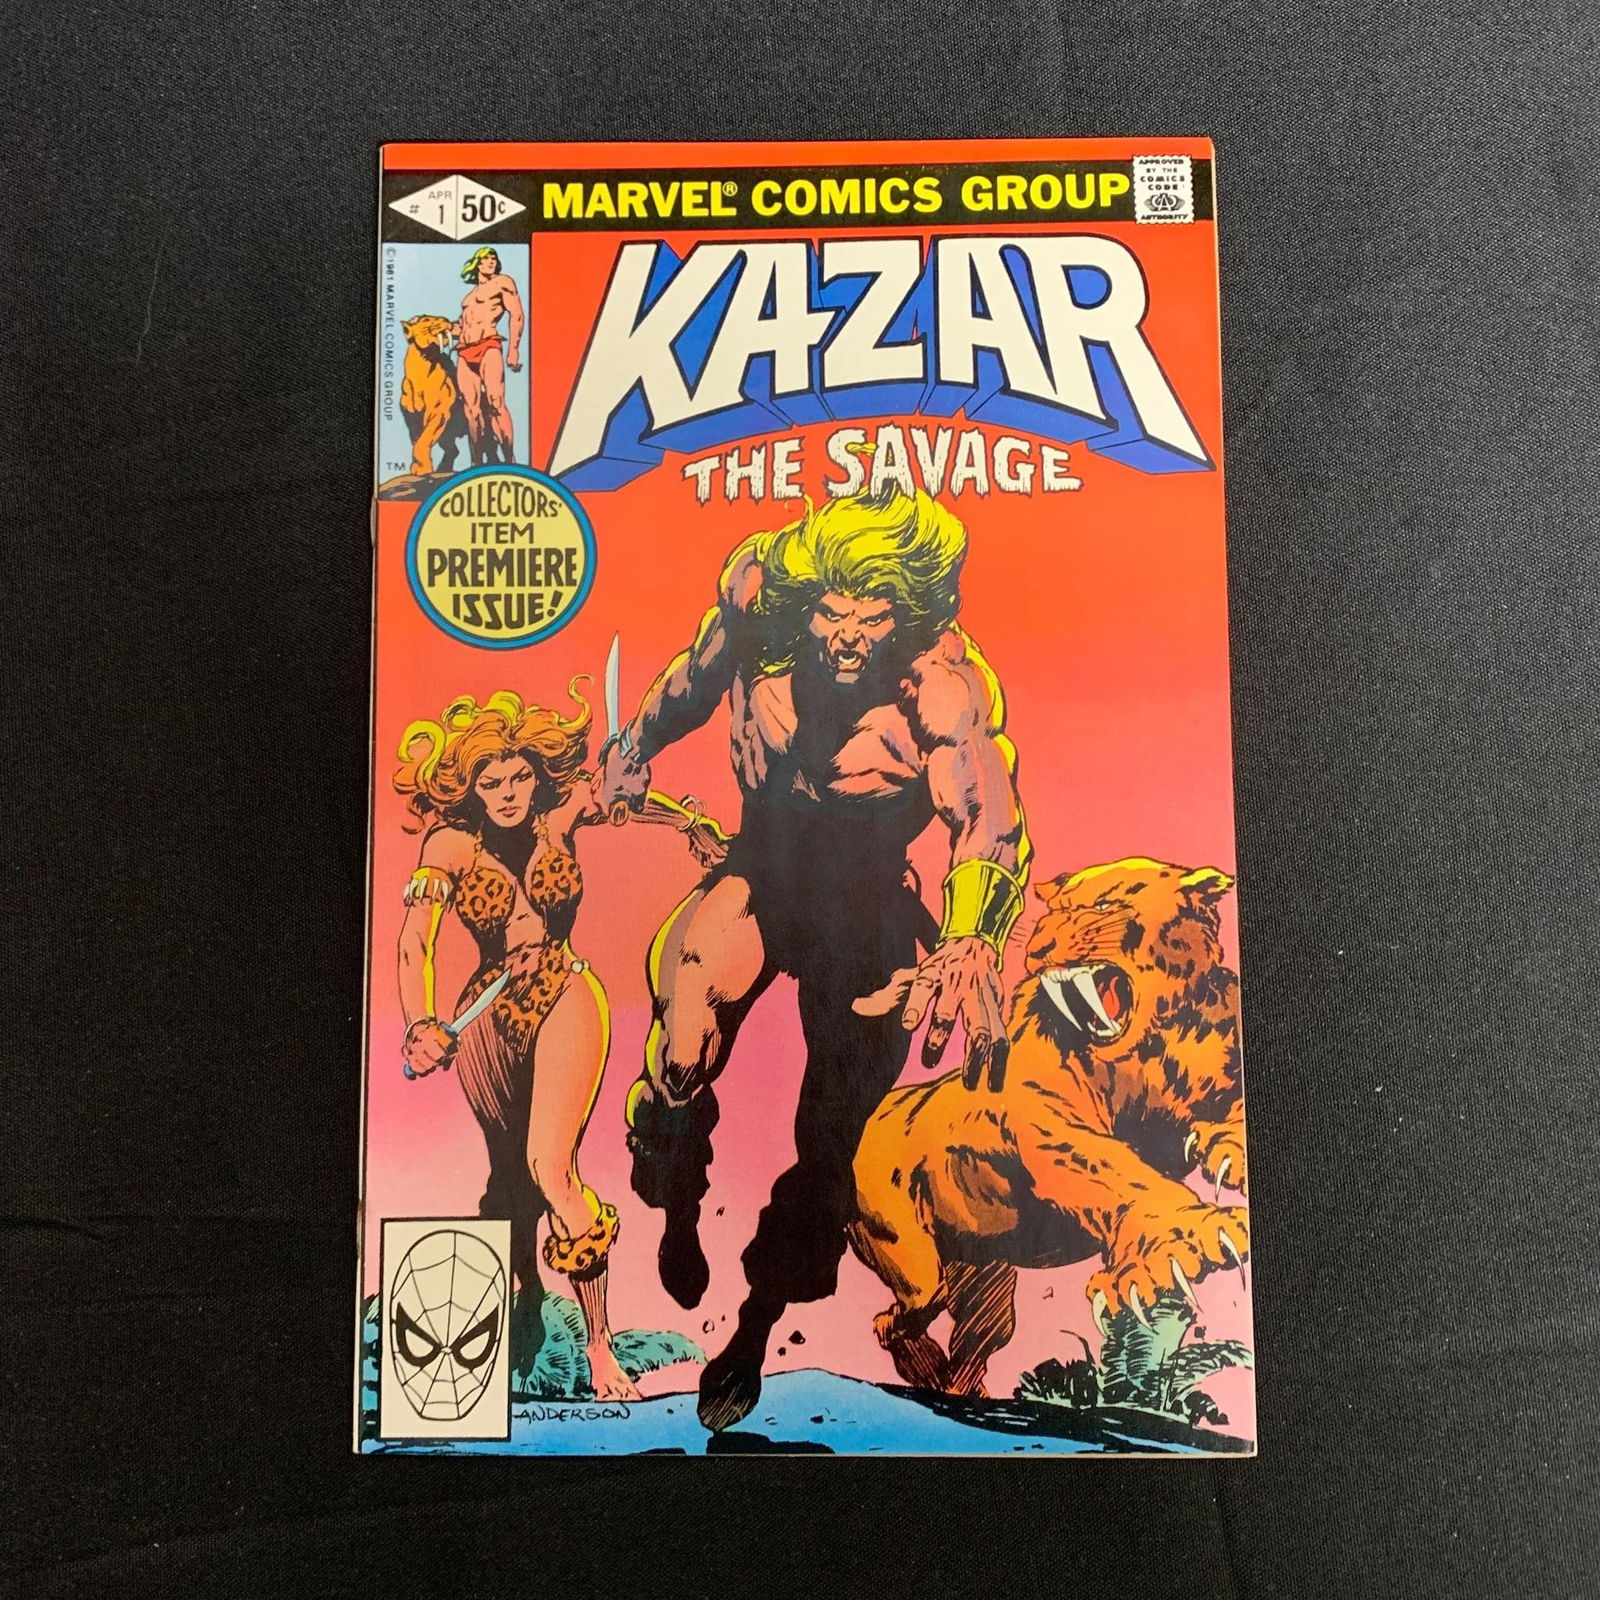 MARVEL® COMICS GROUP
APPROVED
BY THE
COMICS
CODE
A
AUTHORITY
APR
# 1
50¢
©1981 MARVEL COMICS GROUP
TM
KAZAR
THE SAVAGE
COLLECTORS'
ITEM
PREMIERE
ISSUE!
ANDERSON